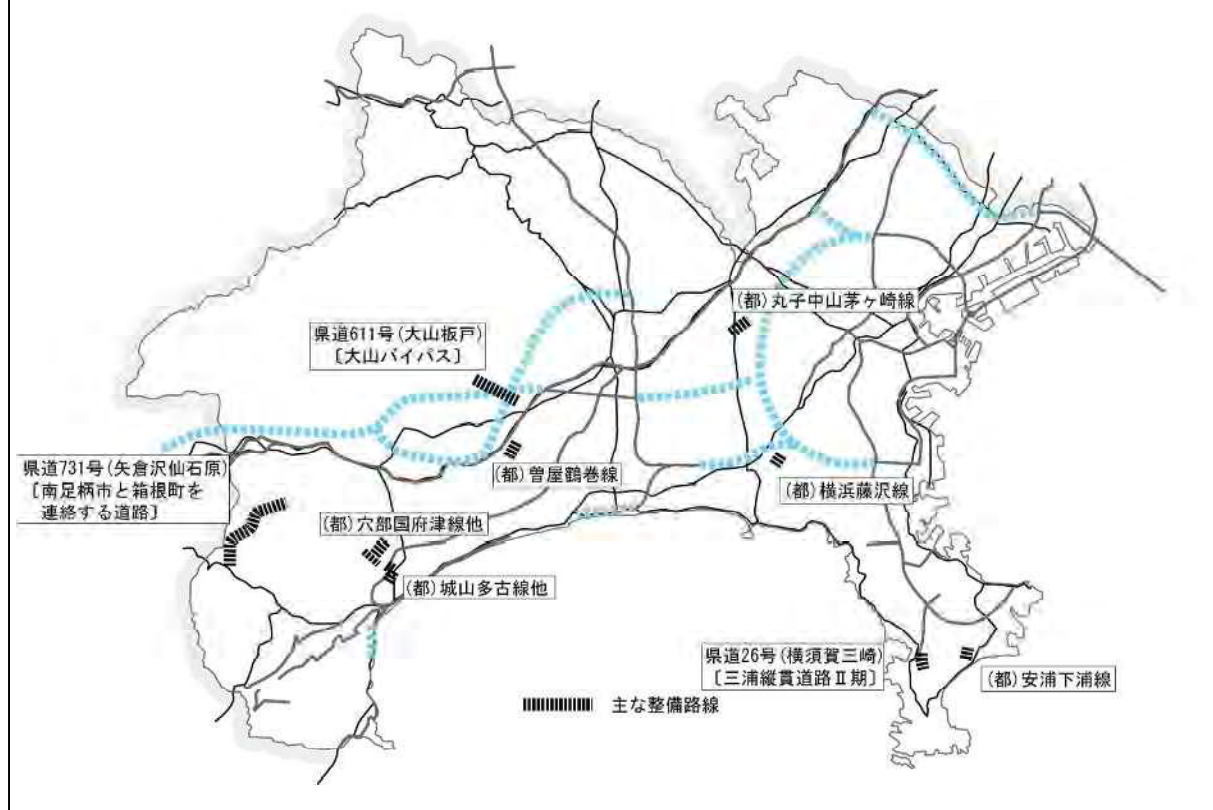 (都)丸子中山茅ヶ崎線
県道611号(大山板戸)
〔大山バイパス〕
県道731号(矢倉沢仙石原)
〔南足柄市と箱根町を
連絡する道路〕
(都)曽屋鶴巻線
(都)横浜藤沢線
(都)穴部国府津線他
(都)城山多古線他
県道26号(横須賀三崎)
〔三浦縦貫道路Ⅱ期〕
(都)安浦下浦線
主な整備路線